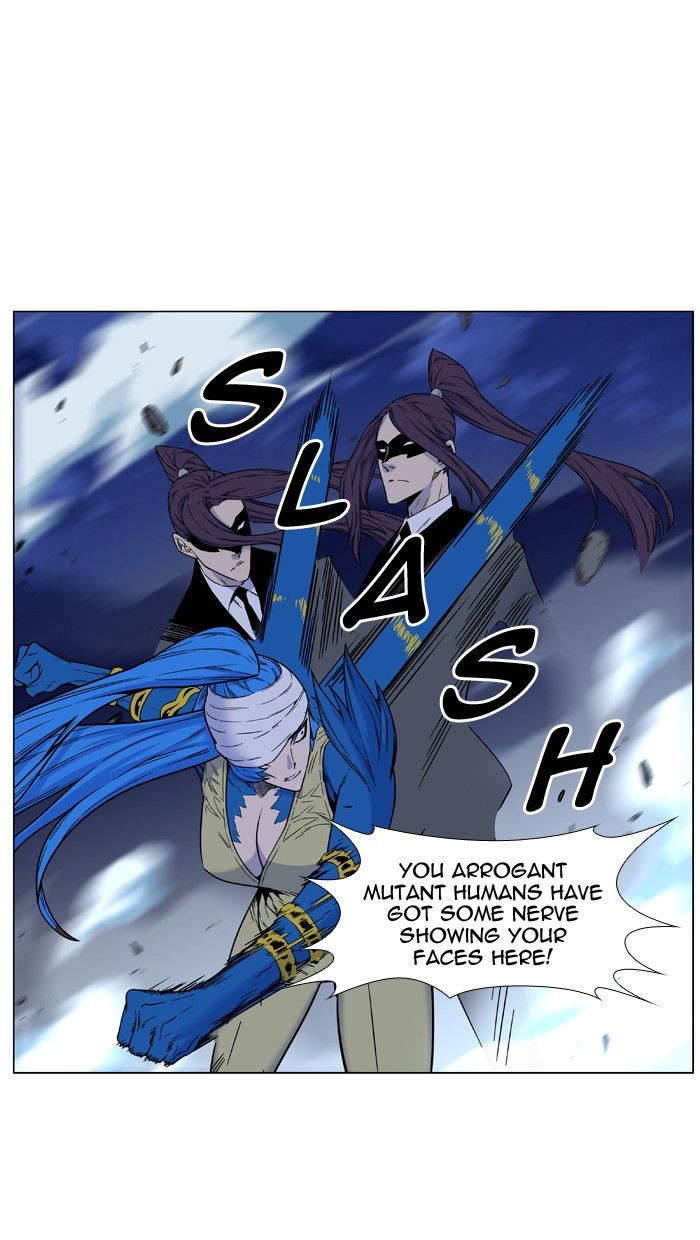 SLASH
YOU ARROGANT
MUTANT HUMANS HAVE
GOT SOME NERVE
SHOWING YOUR
FACES HERE!